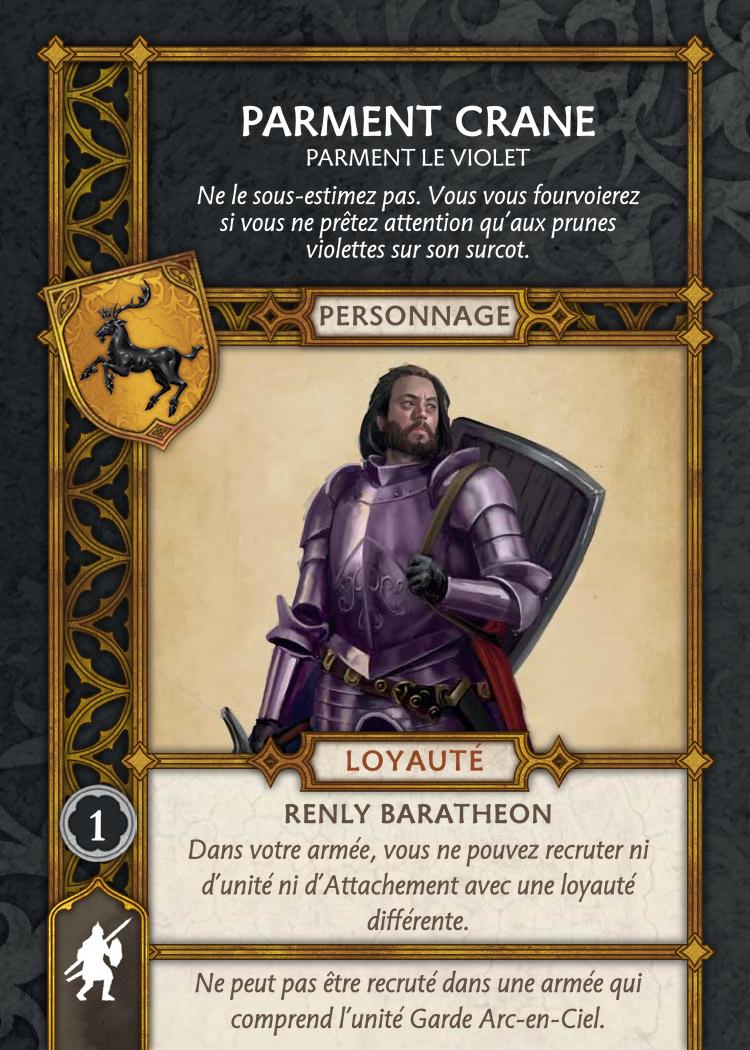 PARMENT CRANE
PARMENT LE VIOLET
Ne le sous-estimez pas. Vous vous fourvoierez
si vous ne prêtez attention qu'aux prunes
violettes sur son surcot.
PERSONNAGE
LOYAUTÉ
1
RENLY BARATHEON
Dans votre armée, vous ne pouvez recruter ni
d'unité ni d'Attachement avec une loyauté
différente.
Ne peut pas être recruté dans une armée qui
comprend l'unité Garde Arc-en-Ciel.